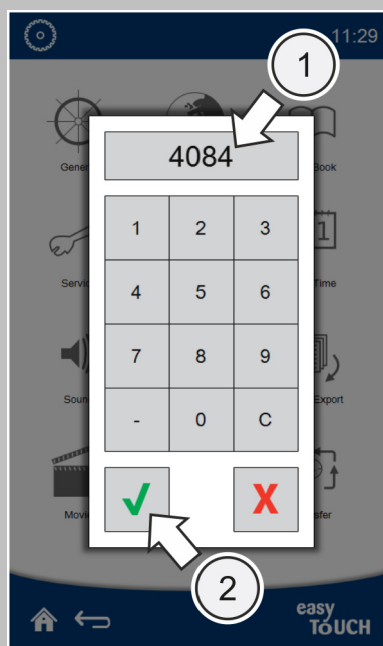 11:29
1
4084
Gener
Book
1 2 3
1
Servic
Time
4 5 6
7 8 9
Soun
Export
- 0 C
X
Movi
sfer
2
easy
TOUCH